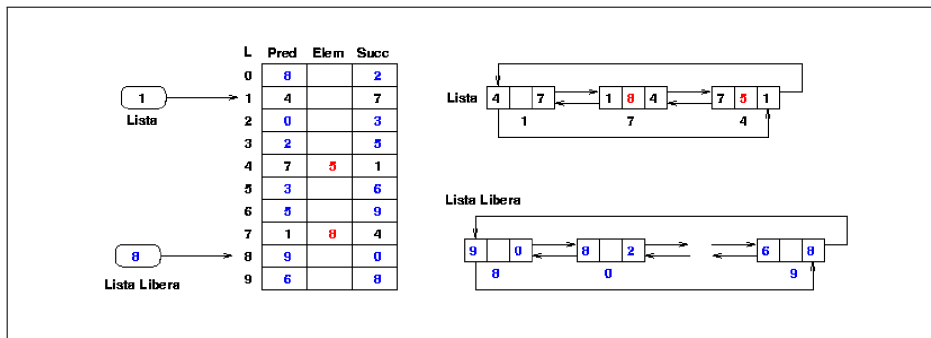 L Pred Elem Succ
0 8 2
1 4 7
2 0 3
3 2 5
4 7 5 1
5 3 6
6 5 9
7 1 8 4
8 9 0
9 6 8
1
Lista
8
Lista Libera
Lista 4 7 1 8 4 7 5 1
1 7 4
Lista Libera
9 0 8 2 6 8
8 0 9